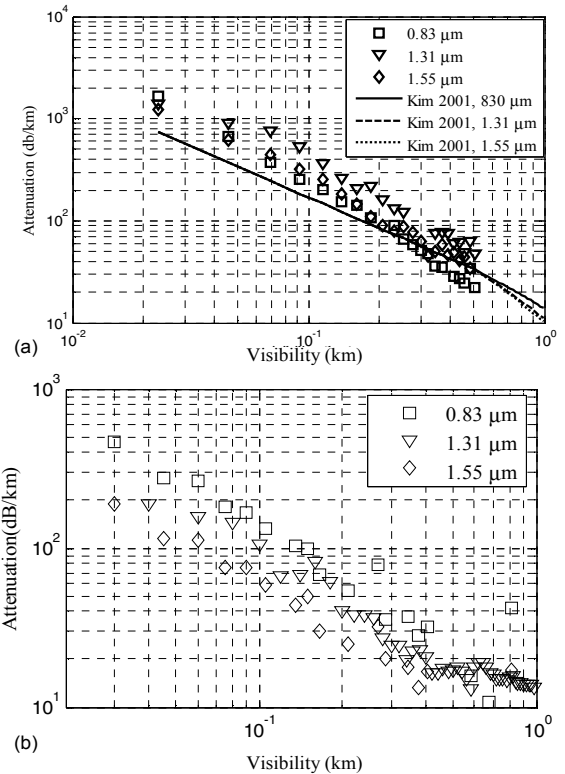 (a)
10^4
10^3
10^2
10^1
Attenuation (db/km)
0.83 µm
1.31 µm
1.55 µm
Kim 2001, 830 µm
Kim 2001, 1.31 µm
Kim 2001, 1.55 µm
10^-2
10^-1
10^0
Visibility (km)
(b)
10^3
10^2
10^1
Attenuation(dB/km)
0.83 µm
1.31 µm
1.55 µm
10^-1
10^0
Visibility (km)